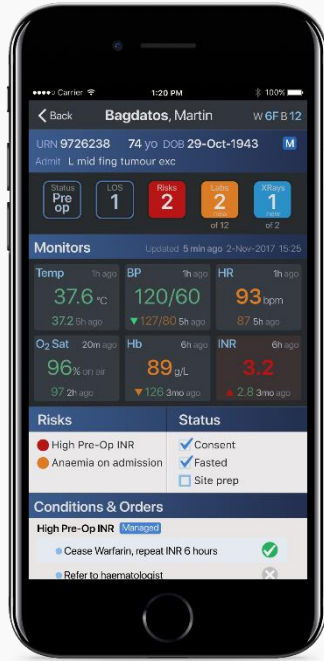 Carrier 1:20 PM 100%
Back Bagdatos, Martin W 6F B 12
URN 9726238 74 yo DOB 29-Oct-1943 M
Admit L mid fing tumour exc
Status LOS Risks Labs XRays
Pre op 1 2 2 1
new new
of 12 of 2
Monitors Updated 5 min ago 2-Nov-2017 15:25
Temp 1h ago BP 1h ago HR 1h ago
37.6 °C 120/60 93 bpm
37.2 5h ago ▼127/80 5h ago 87 5h ago
O₂ Sat 20m ago Hb 6h ago INR 6h ago
96% on air 89 g/L 3.2
97 2h ago ▼126 3mo ago ▲2.8 3mo ago
Risks Status
High Pre-Op INR Consent
Anaemia on admission Fasted
Site prep
Conditions & Orders
High Pre-Op INR Managed
Cease Warfarin, repeat INR 6 hours
Refer to haematologist